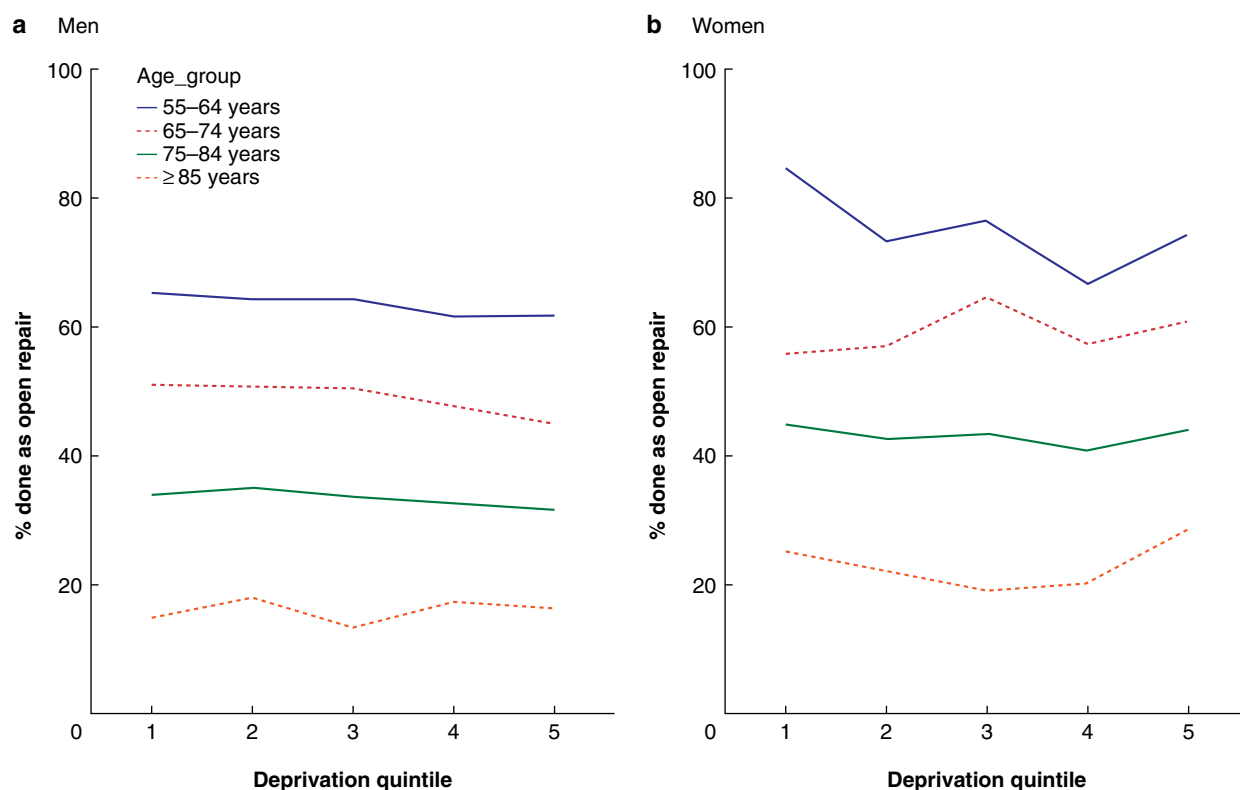 a Men
100
80
60
40
20
0
% done as open repair
Age_group
55–64 years
65–74 years
75–84 years
≥ 85 years
1 2 3 4 5
Deprivation quintile
b Women
100
80
60
40
20
0
% done as open repair
1 2 3 4 5
Deprivation quintile